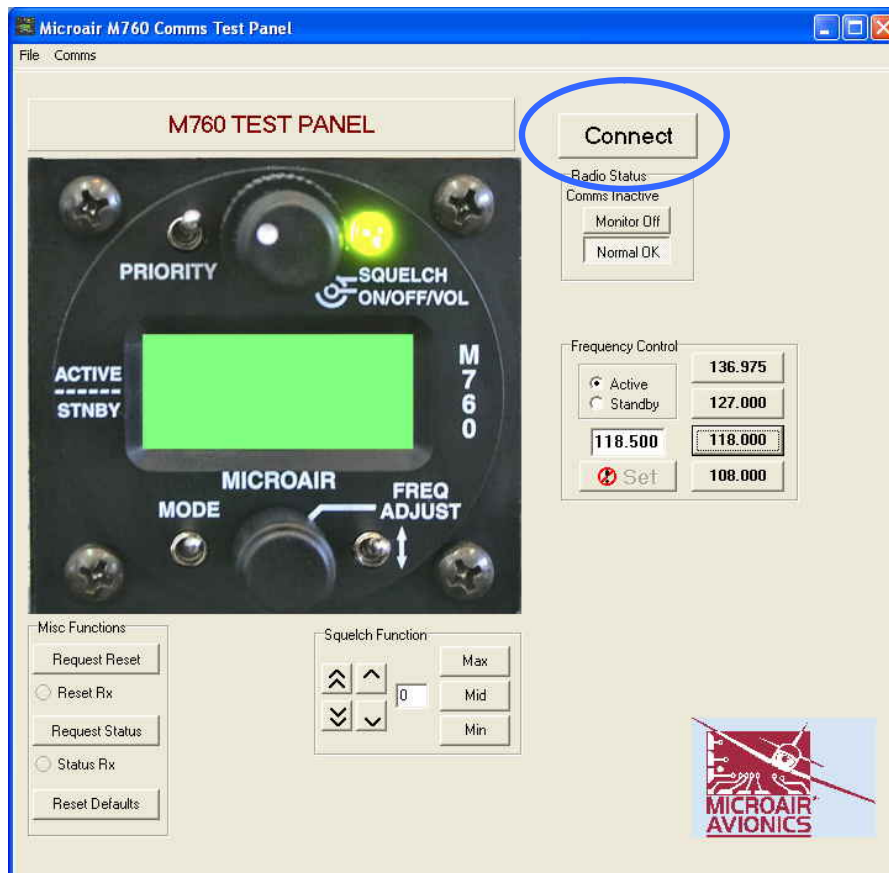 Microair M760 Comms Test Panel
File Comms
M760 TEST PANEL
Connect
Radio Status
Comms Inactive
Monitor Off
Normal OK
PRIORITY
SQUELCH
ON/OFF/VOL
ACTIVE
STNBY
M
7
6
0
MICROAIR
MODE
FREQ
ADJUST
Frequency Control
Active
Standby
118.500
Set
136.975
127.000
118.000
108.000
Misc Functions
Request Reset
Reset Rx
Request Status
Status Rx
Reset Defaults
Squelch Function
0
Max
Mid
Min
MICROAIR
AVIONICS